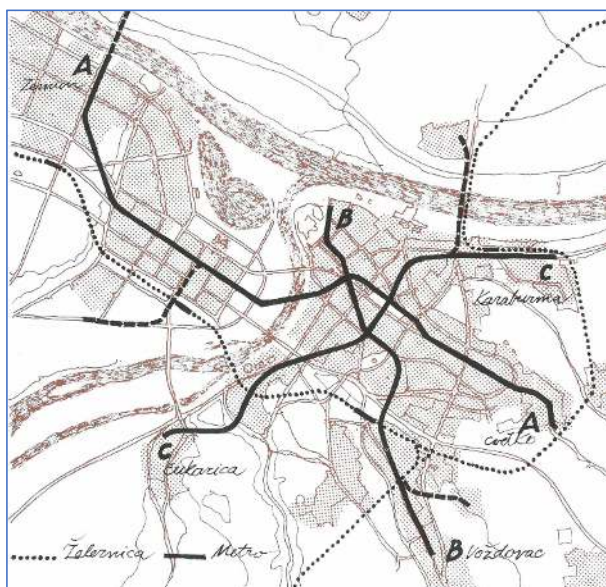 A
Zemun
B
C
Karaburma
A
cvetko
C
Čukarica
B Voždovac
Železnica Metro